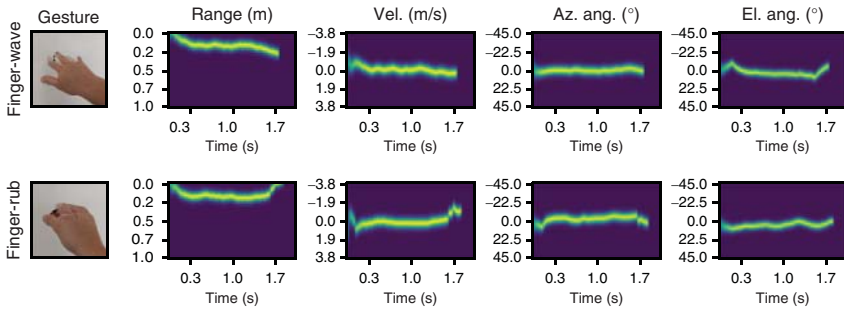 Gesture Range (m) Vel. (m/s) Az. ang. (°) El. ang. (°)
Finger-wave
0.0 0.2 0.5 0.7 1.0
0.3 1.0 1.7
Time (s)
−3.8 −1.9 0.0 1.9 3.8
0.3 1.0 1.7
Time (s)
−45.0 −22.5 0.0 22.5 45.0
0.3 1.0 1.7
Time (s)
−45.0 −22.5 0.0 22.5 45.0
0.3 1.0 1.7
Time (s)
Finger-rub
0.0 0.2 0.5 0.7 1.0
0.3 1.0 1.7
Time (s)
−3.8 −1.9 0.0 1.9 3.8
0.3 1.0 1.7
Time (s)
−45.0 −22.5 0.0 22.5 45.0
0.3 1.0 1.7
Time (s)
−45.0 −22.5 0.0 22.5 45.0
0.3 1.0 1.7
Time (s)